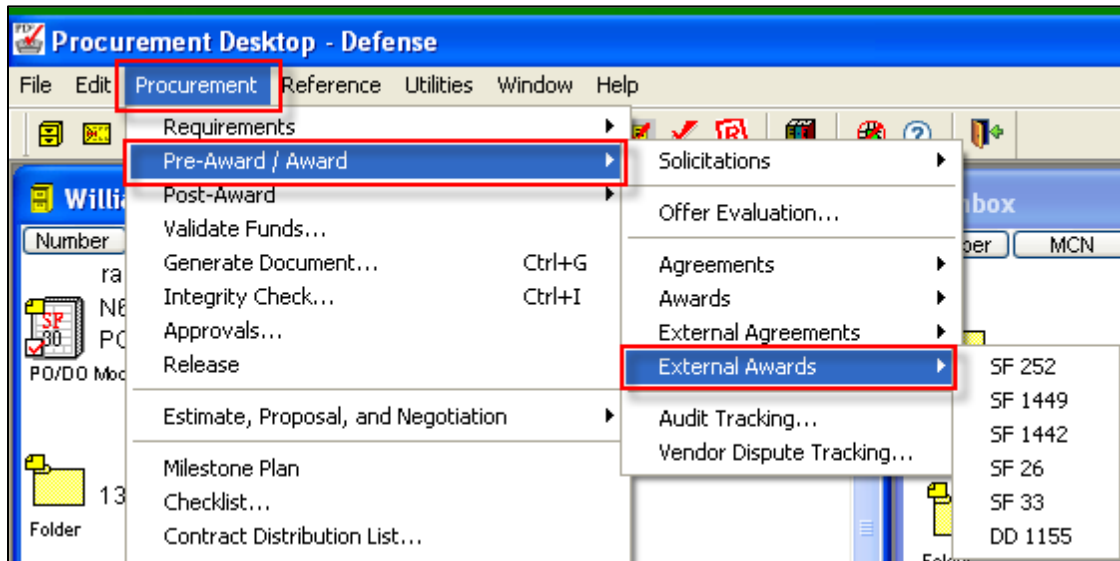 Procurement Desktop - Defense
File Edit Procurement Reference Utilities Window Help
Requirements
Pre-Award / Award
Post-Award
Validate Funds...
Generate Document... Ctrl+G
Integrity Check... Ctrl+I
Approvals...
Release
Estimate, Proposal, and Negotiation
Milestone Plan
Checklist...
Contract Distribution List...
Solicitations
Offer Evaluation...
Agreements
Awards
External Agreements
External Awards
Audit Tracking...
Vendor Dispute Tracking...
SF 252
SF 1449
SF 1442
SF 26
SF 33
DD 1155
Number
SF
30
PO/DO
13
Folder
MCN